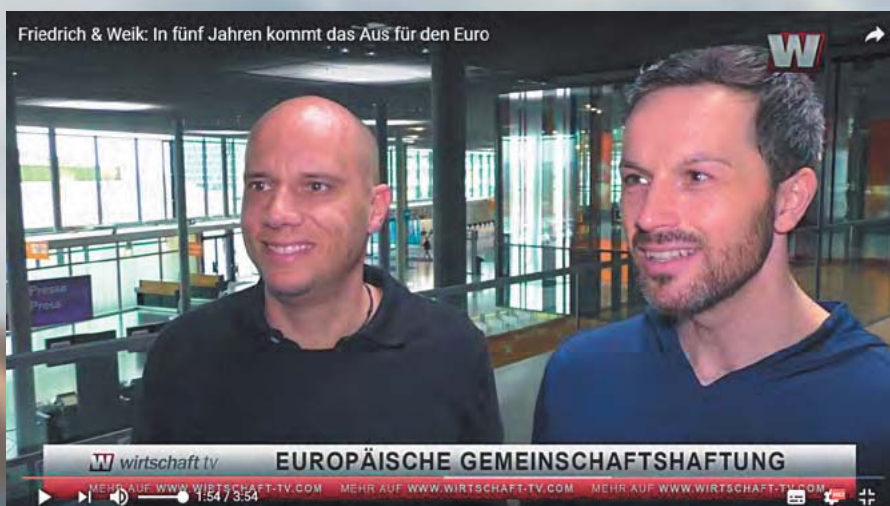 Friedrich & Weik: In fünf Jahren kommt das Aus für den Euro
W
Presse
Press
W wirtschaft tv
EUROPÄISCHE GEMEINSCHAFTSHAFTUNG
MEHR AUF WWW.WIRTSCHAFT-TV.COM MEHR AUF WWW.WIRTSCHAFT-TV.COM MEHR AUF WWW.WIRTSCHAFT-TV.COM
1:54 / 3:54